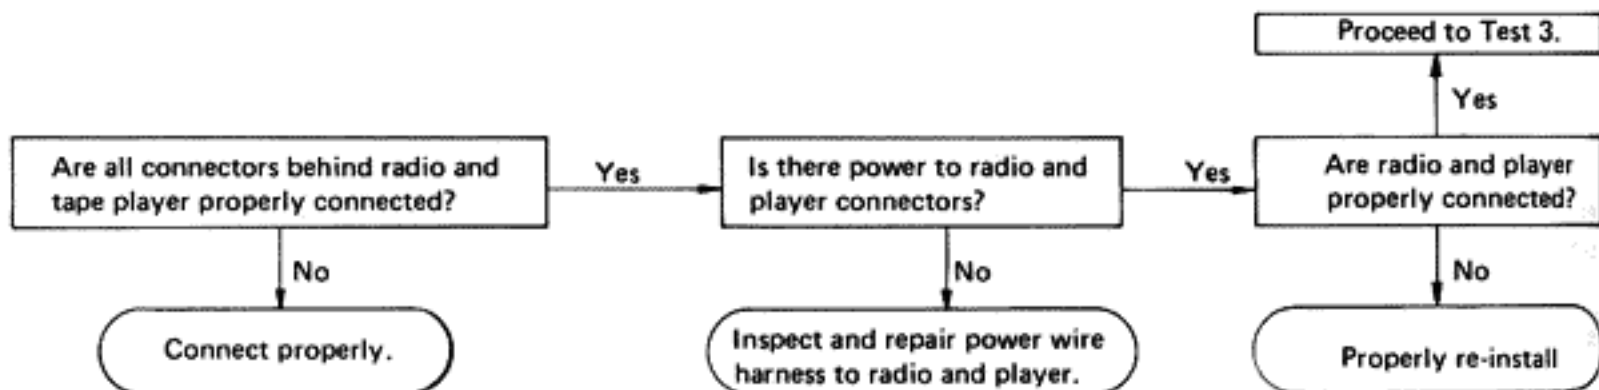 Proceed to Test 3.
Yes
Are all connectors behind radio and
tape player properly connected?
Yes
Is there power to radio and
player connectors?
Yes
Are radio and player
properly connected?
No
No
No
Connect properly.
Inspect and repair power wire
harness to radio and player.
Properly re-install